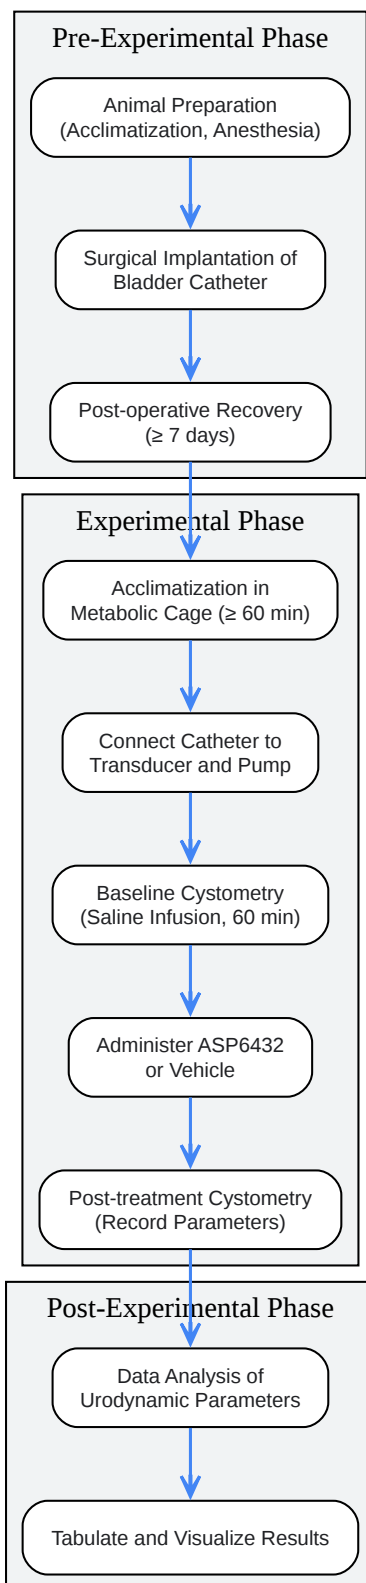 Pre-Experimental Phase
Animal Preparation
(Acclimatization, Anesthesia)
Surgical Implantation of
Bladder Catheter
Post-operative Recovery
(≥ 7 days)
Experimental Phase
Acclimatization in
Metabolic Cage (≥ 60 min)
Connect Catheter to
Transducer and Pump
Baseline Cystometry
(Saline Infusion, 60 min)
Administer ASP6432
or Vehicle
Post-treatment Cystometry
(Record Parameters)
Post-Experimental Phase
Data Analysis of
Urodynamic Parameters
Tabulate and Visualize Results